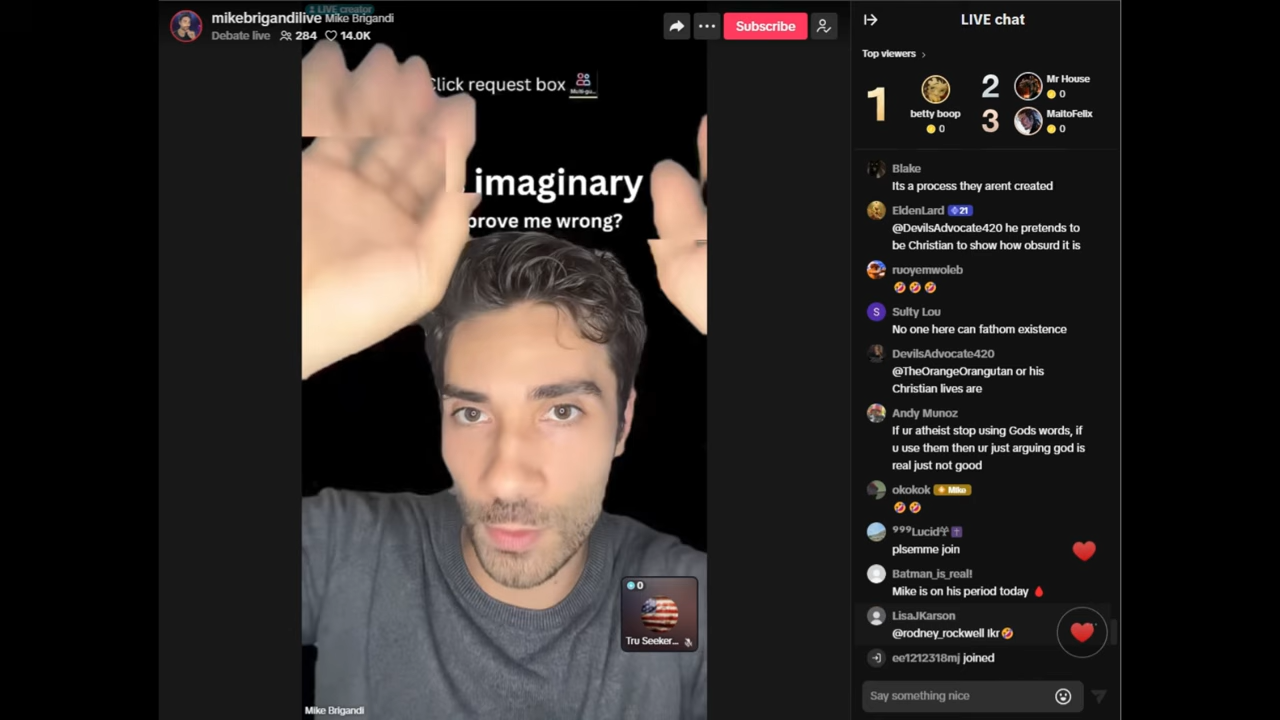 LIVE creator
mikebrigandilive Mike Brigandi
Debate live 284 14.0K
Subscribe
Click request box
imaginary
prove me wrong?
0
Tru Seeker...
Mike Brigandi
LIVE chat
Top viewers
1
betty boop
0
2
Mr House
0
3
MaltoFelix
0
Blake
Its a process they arent created
EldenLard 21
@DevilsAdvocate420 he pretends to
be Christian to show how obsurd it is
ruoyemwoleb
🤣 🤣 🤣
S
Sulty Lou
No one here can fathom existence
DevilsAdvocate420
@TheOrangeOrangutan or his
Christian lives are
Andy Munoz
If ur atheist stop using Gods words, if
u use them then ur just arguing god is
real just not good
okokok Mike
🤣 🤣
⁹⁹⁹Lucid
plsemme join
Batman_is_real!
Mike is on his period today 🩸
LisaJKarson
@rodney_rockwell Ikr🤣
ee1212318mj joined
Say something nice